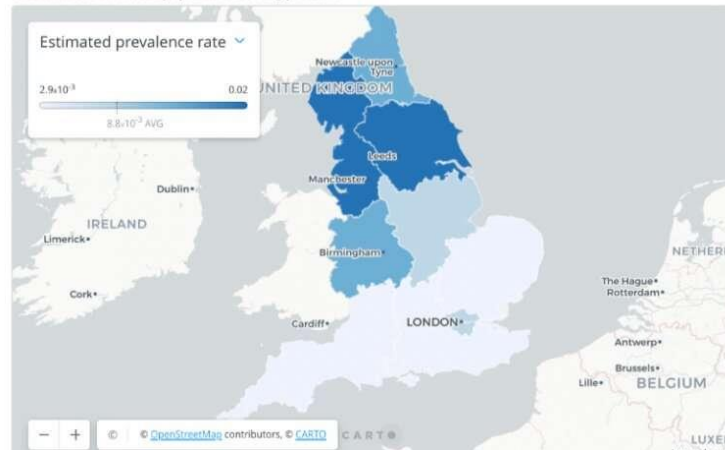 Estimated prevalence rate
2.9x10⁻³ 0.02
8.8x10⁻³ AVG
Newcastle upon
Tyne
UNITED KINGDOM
Leeds
Manchester
Dublin
IRELAND
Limerick
Birmingham
NETHER
The Hague
Rotterdam
Cork
Cardiff
LONDON
Antwerp
Brussels
Lille
BELGIUM
LUXE
− + © © OpenStreetMap contributors, © CARTO CARTO